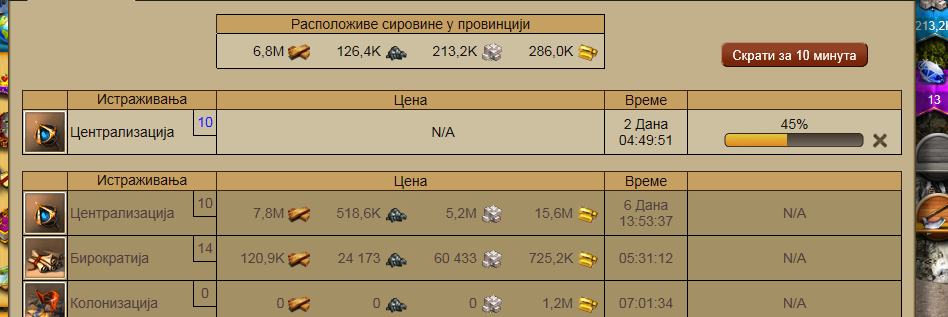 Расположиве сировине у провинцији
6,8M 126,4K 213,2K 286,0K
Скрати за 10 минута
Истраживања Цена Време
Централизација 10 N/A 2 Дана 04:49:51 45%
Истраживања Цена Време
Централизација 10 7,8M 518,6K 5,2M 15,6M 6 Дана 13:53:37 N/A
Бирократија 14 120,9K 24 173 60 433 725,2K 05:31:12 N/A
Колонизација 0 0 0 0 1,2M 07:01:34 N/A
13